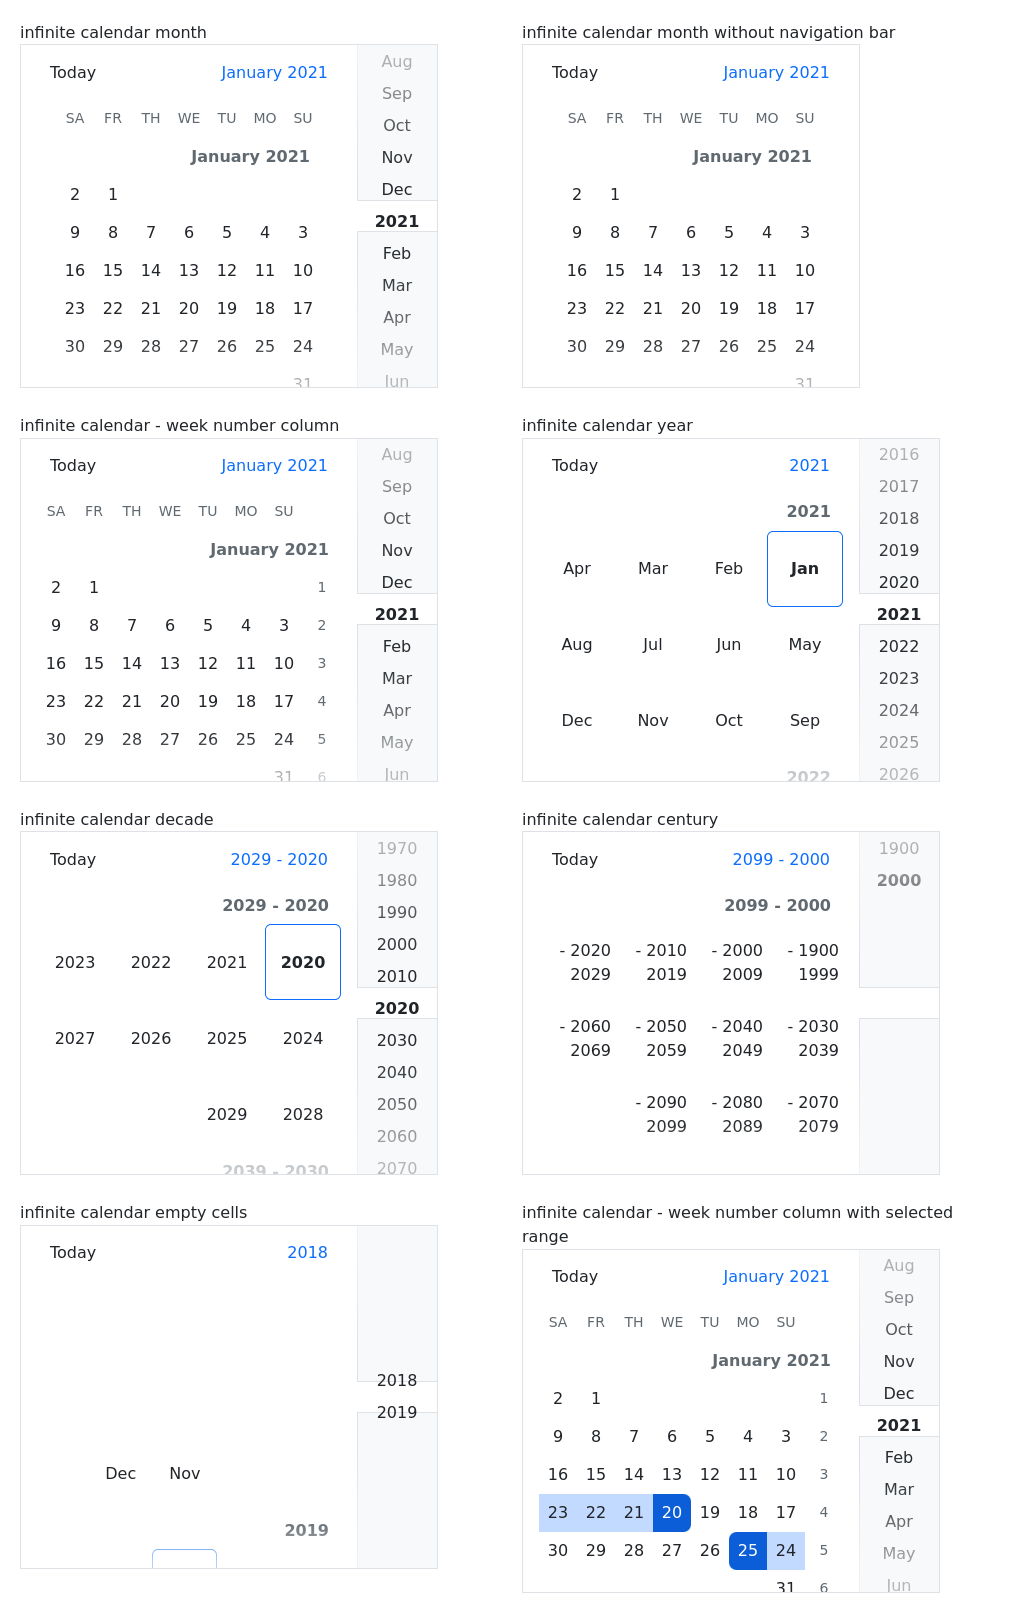 infinite calendar month
Today January 2021
SA FR TH WE TU MO SU
January 2021
2 1
9 8 7 6 5 4 3
16 15 14 13 12 11 10
23 22 21 20 19 18 17
30 29 28 27 26 25 24
31
Aug
Sep
Oct
Nov
Dec
2021
Feb
Mar
Apr
May
Jun
infinite calendar month without navigation bar
Today January 2021
SA FR TH WE TU MO SU
January 2021
2 1
9 8 7 6 5 4 3
16 15 14 13 12 11 10
23 22 21 20 19 18 17
30 29 28 27 26 25 24
31
infinite calendar - week number column
Today January 2021
SA FR TH WE TU MO SU
January 2021
2 1 1
9 8 7 6 5 4 3 2
16 15 14 13 12 11 10 3
23 22 21 20 19 18 17 4
30 29 28 27 26 25 24 5
31 6
Aug
Sep
Oct
Nov
Dec
2021
Feb
Mar
Apr
May
Jun
infinite calendar year
Today 2021
2021
Apr Mar Feb Jan
Aug Jul Jun May
Dec Nov Oct Sep
2022
2016
2017
2018
2019
2020
2021
2022
2023
2024
2025
2026
infinite calendar decade
Today 2029 - 2020
2029 - 2020
2023 2022 2021 2020
2027 2026 2025 2024
2029 2028
2039 - 2030
1970
1980
1990
2000
2010
2020
2030
2040
2050
2060
2070
infinite calendar century
Today 2099 - 2000
2099 - 2000
- 2020 - 2010 - 2000 - 1900
2029 2019 2009 1999
- 2060 - 2050 - 2040 - 2030
2069 2059 2049 2039
- 2090 - 2080 - 2070
2099 2089 2079
1900
2000
infinite calendar empty cells
Today 2018
Dec Nov
2019
2018
2019
infinite calendar - week number column with selected
range
Today January 2021
SA FR TH WE TU MO SU
January 2021
2 1 1
9 8 7 6 5 4 3 2
16 15 14 13 12 11 10 3
23 22 21 20 19 18 17 4
30 29 28 27 26 25 24 5
31 6
Aug
Sep
Oct
Nov
Dec
2021
Feb
Mar
Apr
May
Jun